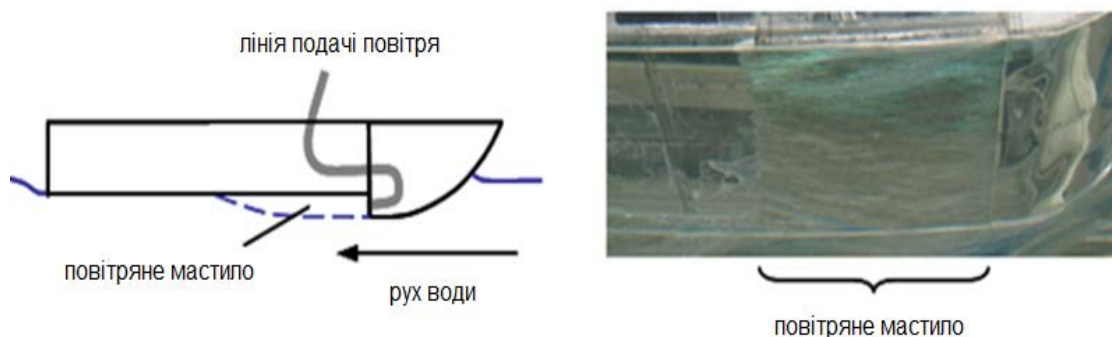 лінія подачі повітря
повітряне мастило
рух води
повітряне мастило